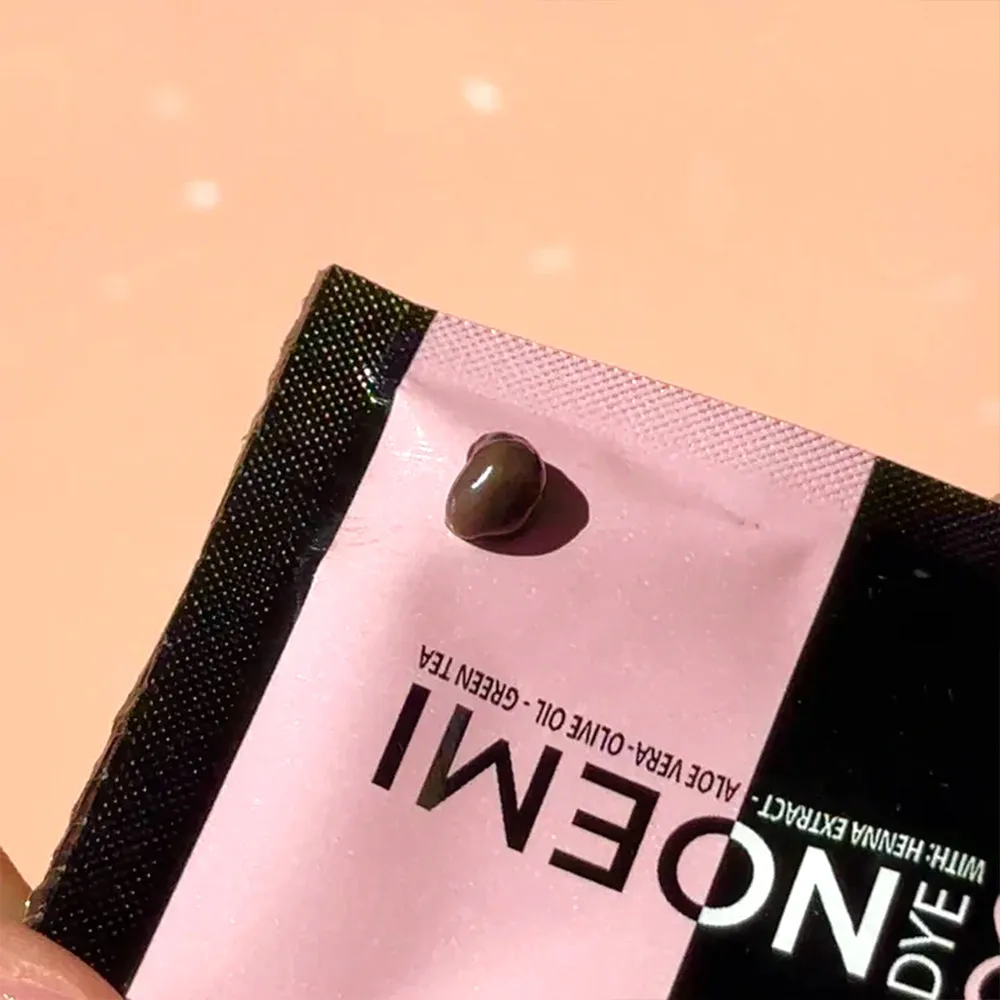 NOEMI
DYE
WITH: HENNA EXTRACT - ALOE VERA - OLIVE OIL - GREEN TEA